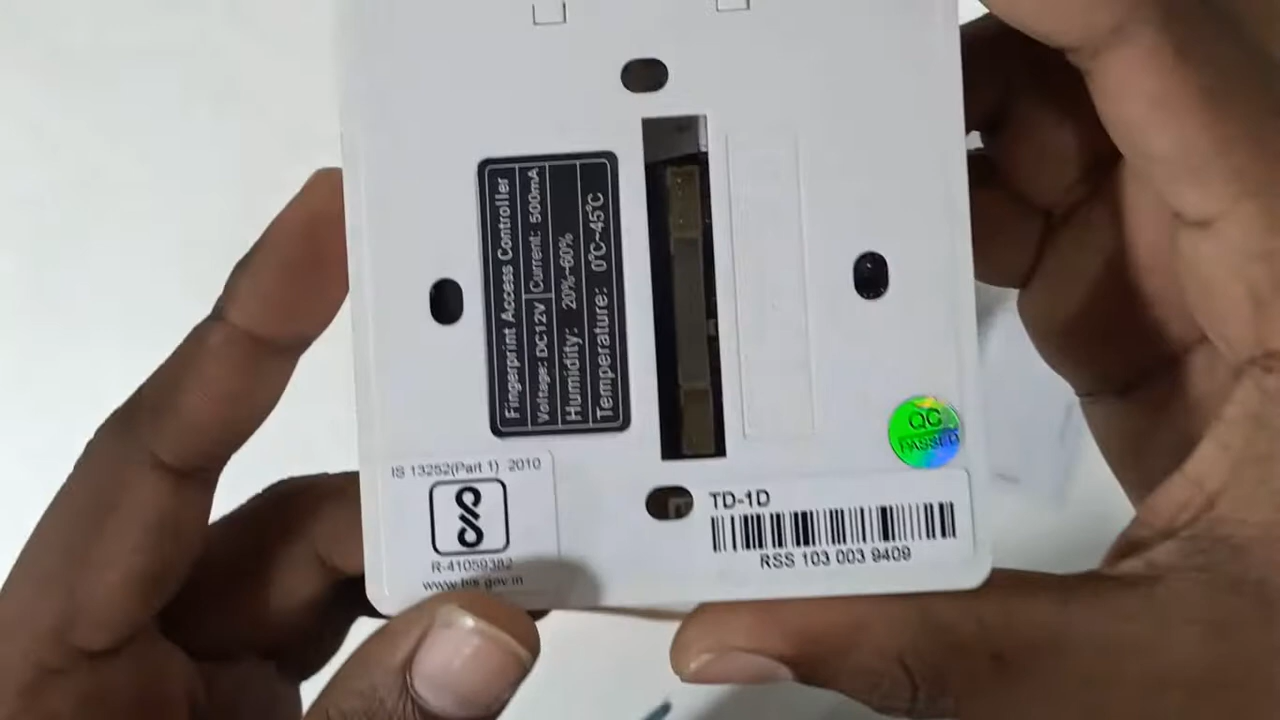 Fingerprint Access Controller
Voltage: DC12V Current: 500mA
Humidity: 20%~60%
Temperature: 0°C~45°C
QC
PASSED
IS 13252(Part 1) 2010
R-41059382
www.bis.gov.in
TD-1D
RSS 103 003 9409